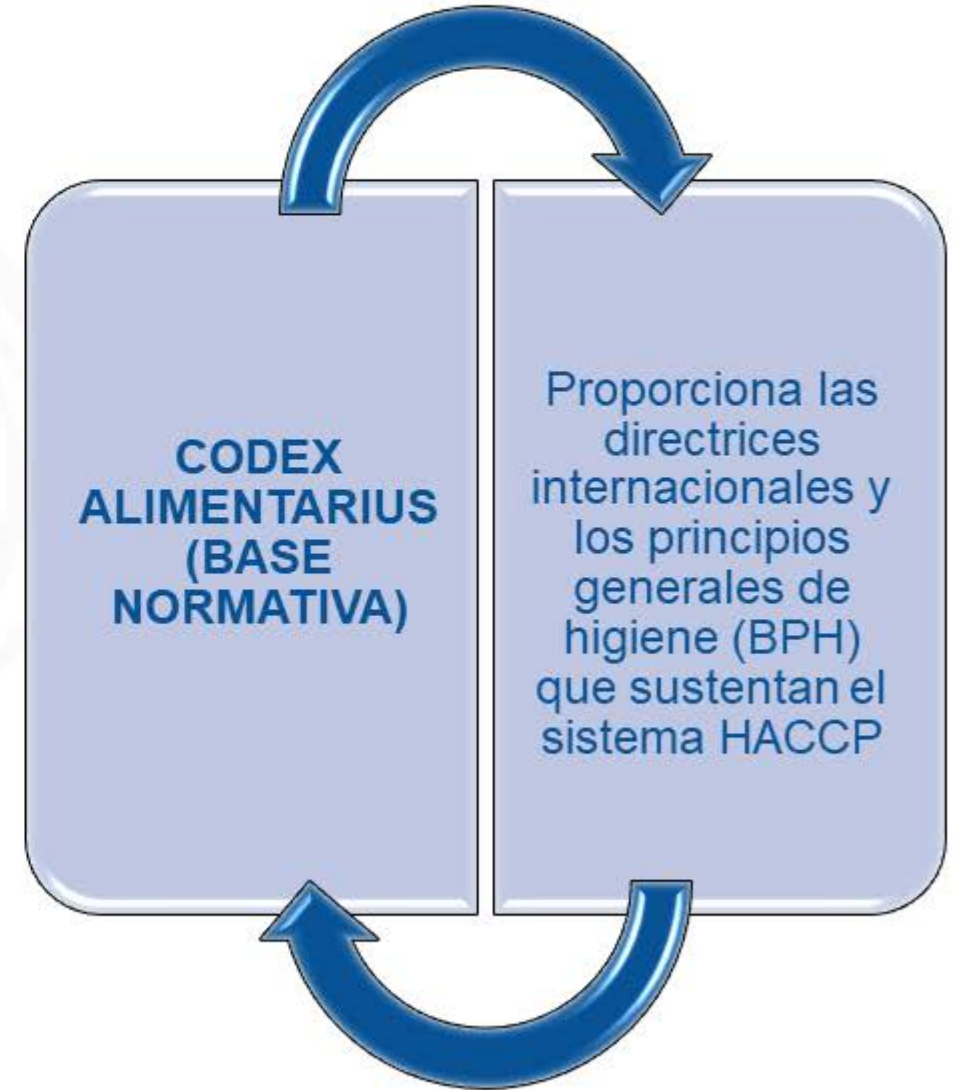 CODEX
ALIMENTARIUS
(BASE
NORMATIVA)
Proporciona las
directrices
internacionales y
los principios
generales de
higiene (BPH)
que sustentan el
sistema HACCP